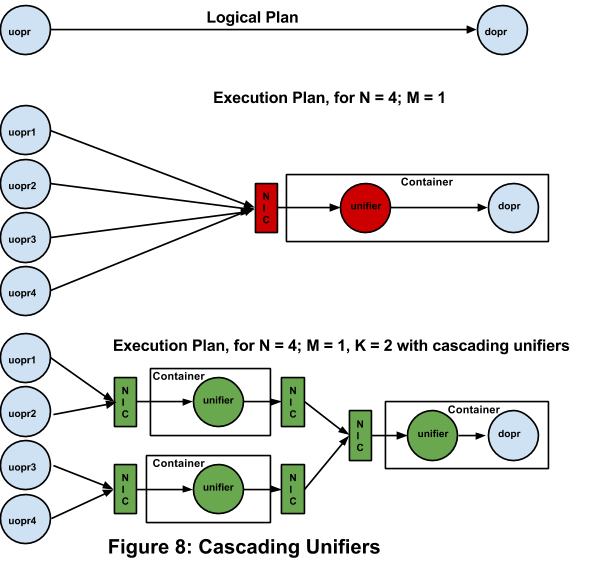 Logical Plan
uopr
dopr
Execution Plan, for N = 4; M = 1
uopr1
uopr2
uopr3
uopr4
N
I
C
Container
unifier
dopr
Execution Plan, for N = 4; M = 1, K = 2 with cascading unifiers
uopr1
uopr2
uopr3
uopr4
N
I
C
Container
unifier
N
I
C
N
I
C
Container
unifier
N
I
C
N
I
C
Container
unifier
dopr
Figure 8: Cascading Unifiers